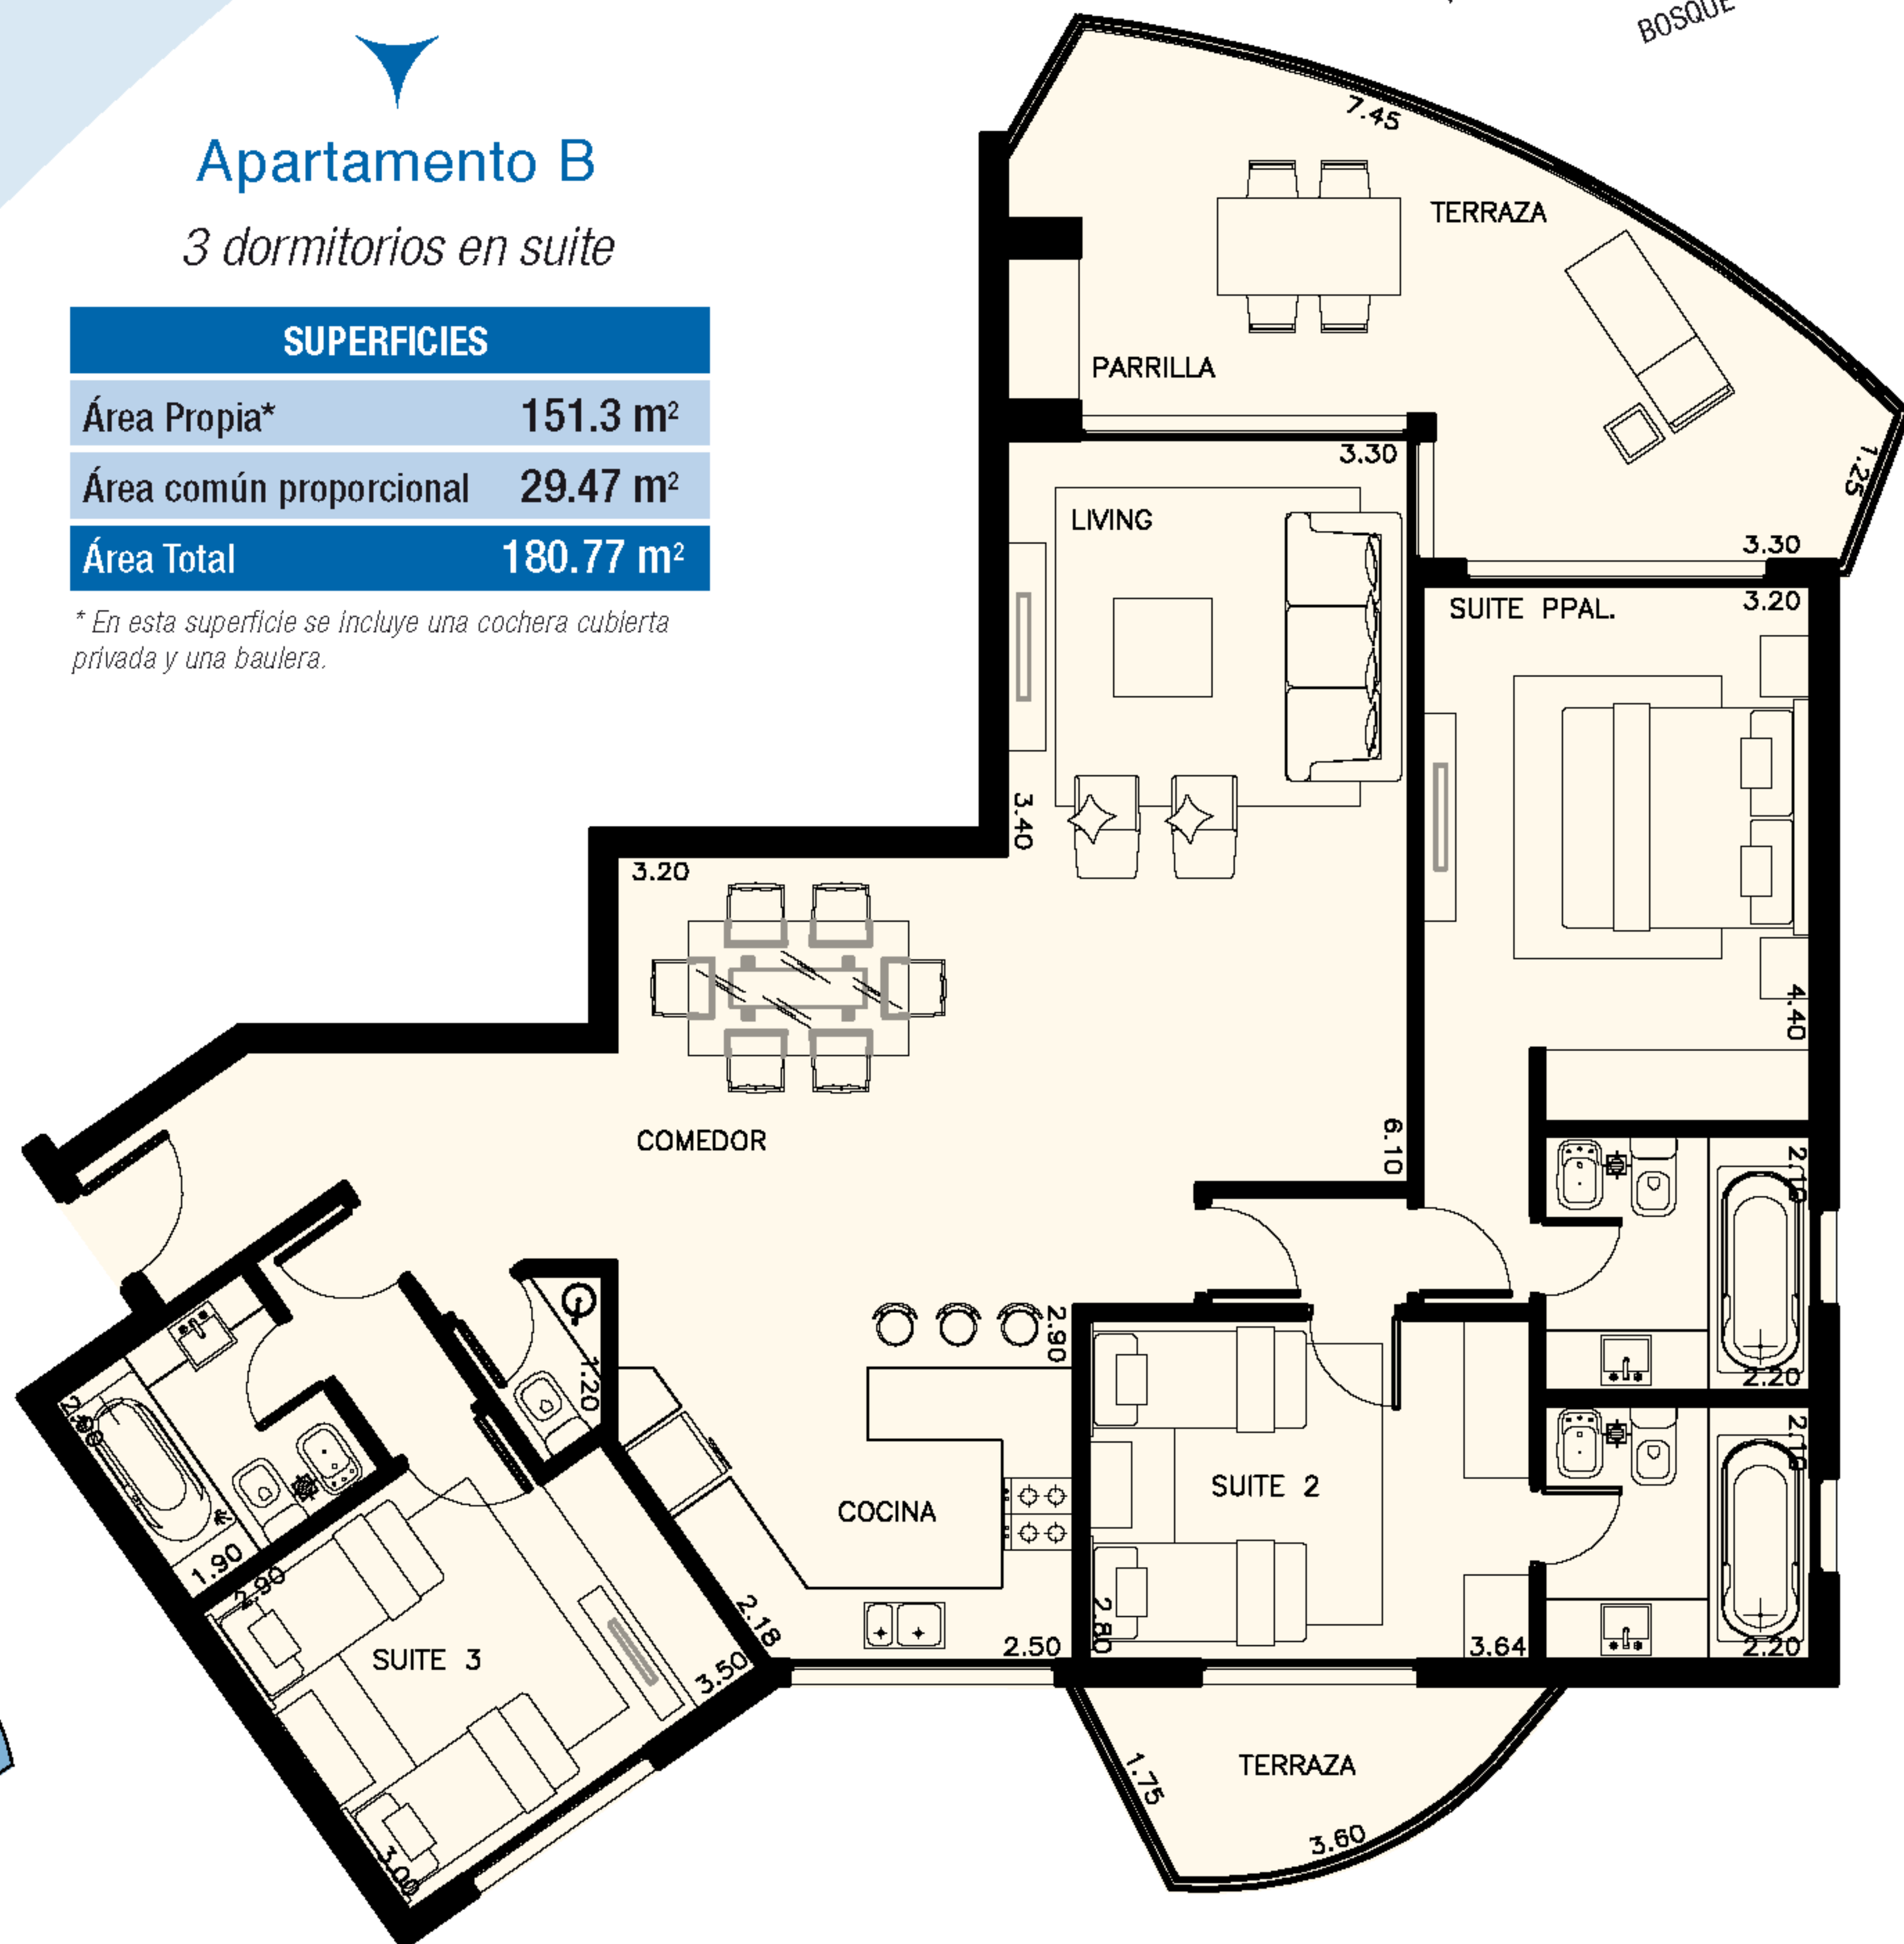 BOSQUE
Apartamento B
3 dormitorios en suite
SUPERFICIES
Área Propia* 151.3 m²
Área común proporcional 29.47 m²
Área Total 180.77 m²
* En esta superficie se incluye una cochera cubierta
privada y una baulera.
7.45
TERRAZA
PARRILLA
3.30
1.25
LIVING
3.30
SUITE PPAL.
3.20
3.40
3.20
4.40
COMEDOR
6.10
2.10
2.90
1.20
2.20
2.10
SUITE 2
COCINA
1.90
2.90
2.18
2.80
2.50
3.64
2.20
SUITE 3
3.50
TERRAZA
1.75
3.60
3.00